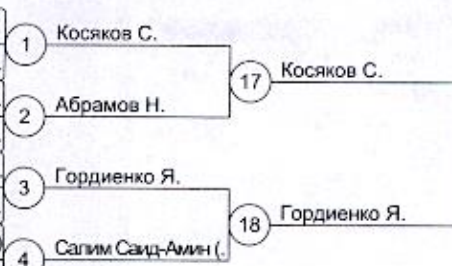 1 Косяков С.
17 Косяков С.
2 Абрамов Н.
3 Гордиенко Я.
18 Гордиенко Я.
4 Салим Саид-Амин (.